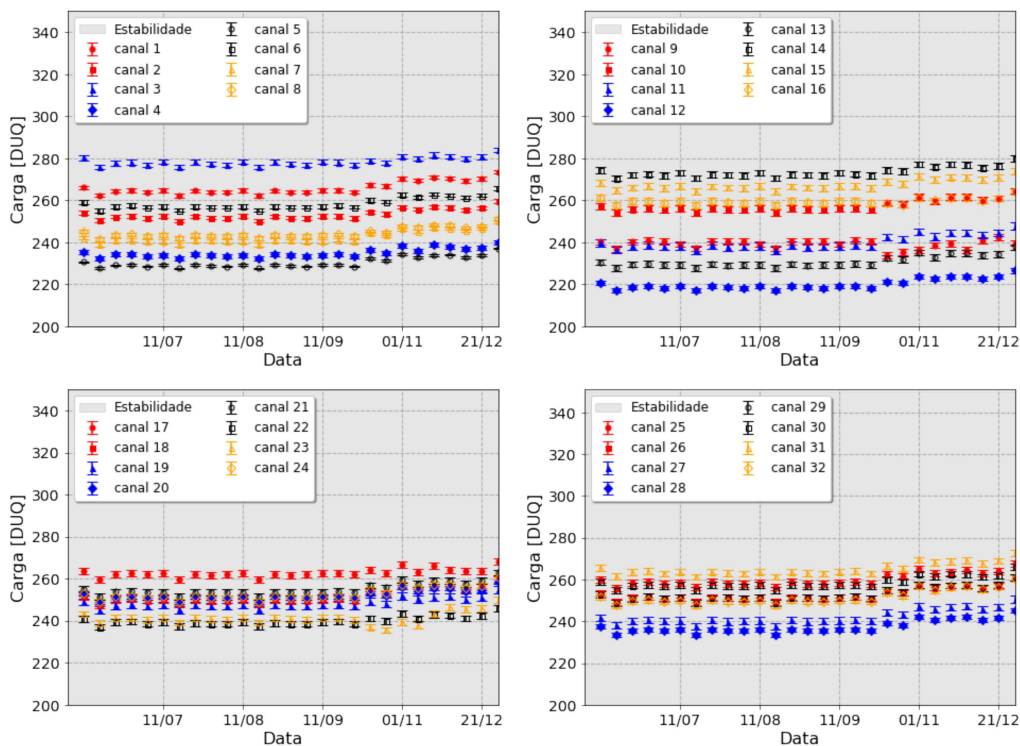 Estabilidade
canal 1
canal 2
canal 3
canal 4
canal 5
canal 6
canal 7
canal 8
Carga [DUQ]
340
320
300
280
260
240
220
200
11/07
11/08
11/09
01/11
21/12
Data
Estabilidade
canal 9
canal 10
canal 11
canal 12
canal 13
canal 14
canal 15
canal 16
Carga [DUQ]
340
320
300
280
260
240
220
200
11/07
11/08
11/09
01/11
21/12
Data
Estabilidade
canal 17
canal 18
canal 19
canal 20
canal 21
canal 22
canal 23
canal 24
Carga [DUQ]
340
320
300
280
260
240
220
200
11/07
11/08
11/09
01/11
21/12
Data
Estabilidade
canal 25
canal 26
canal 27
canal 28
canal 29
canal 30
canal 31
canal 32
Carga [DUQ]
340
320
300
280
260
240
220
200
11/07
11/08
11/09
01/11
21/12
Data